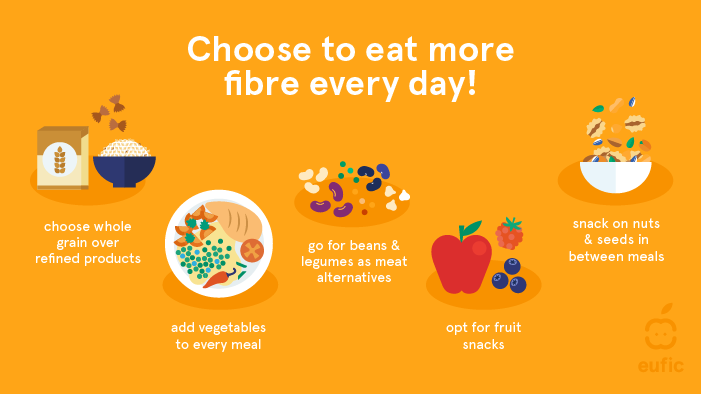 Choose to eat more
fibre every day!
choose whole
grain over
refined products
add vegetables
to every meal
go for beans &
legumes as meat
alternatives
opt for fruit
snacks
snack on nuts
& seeds in
between meals
eufic